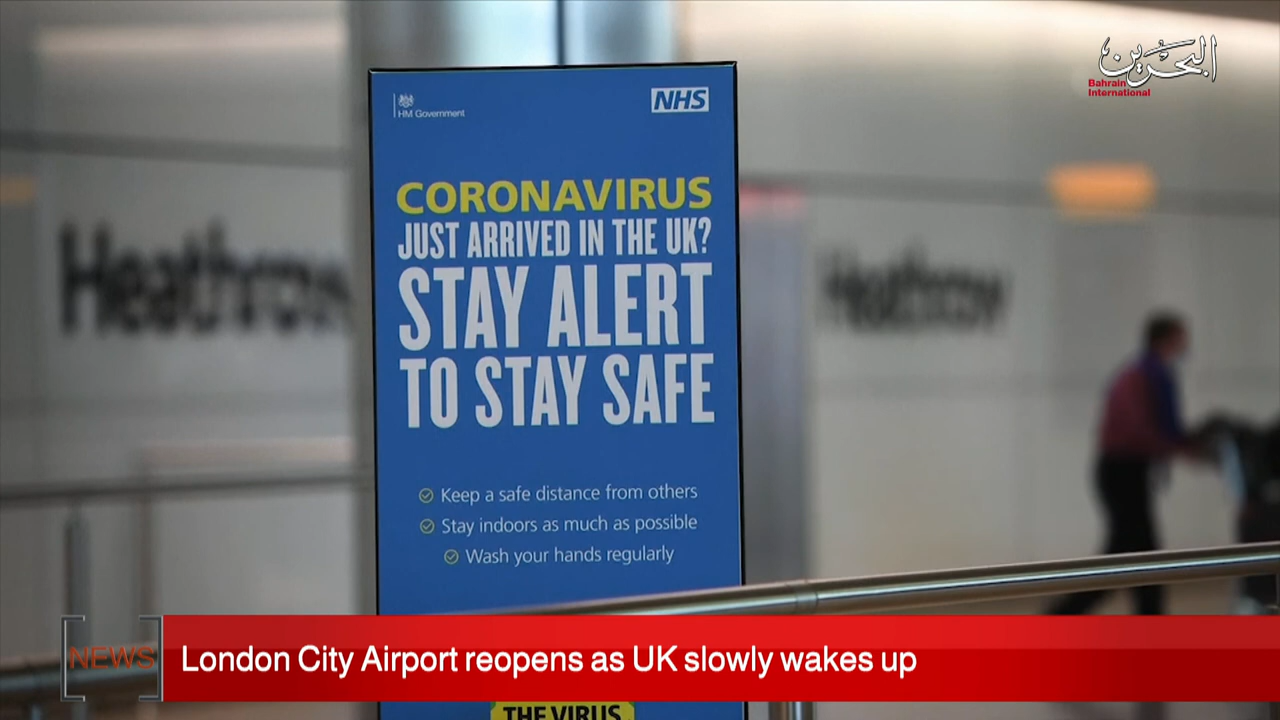 البحرين
Bahrain
International
HM Government
NHS
CORONAVIRUS
JUST ARRIVED IN THE UK?
STAY ALERT
TO STAY SAFE
Heathrow
Heathrow
Keep a safe distance from others
Stay indoors as much as possible
Wash your hands regularly
NEWS
London City Airport reopens as UK slowly wakes up
THE VIRUS